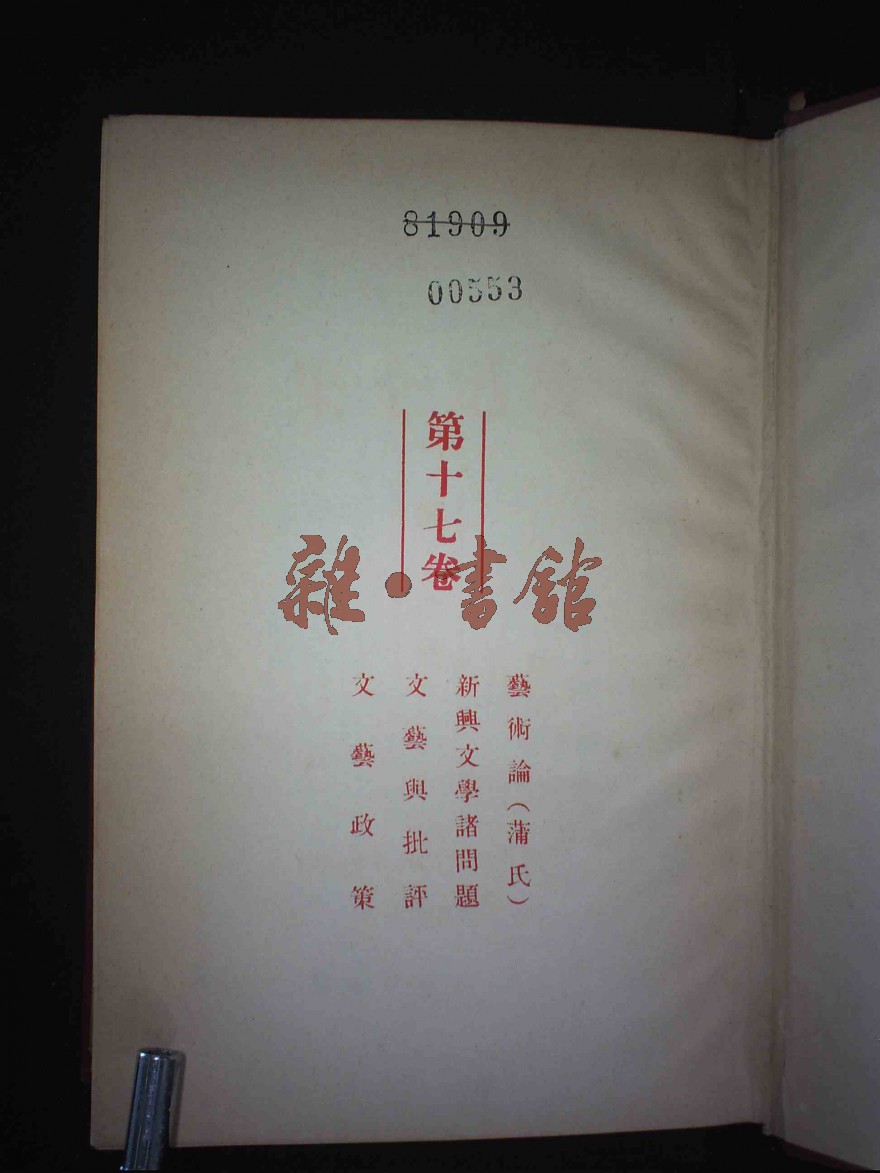 81909
00553
第十七卷
雜·書館
藝術論（蒲氏）
新興文學諸問題
文藝與批評
文藝政策